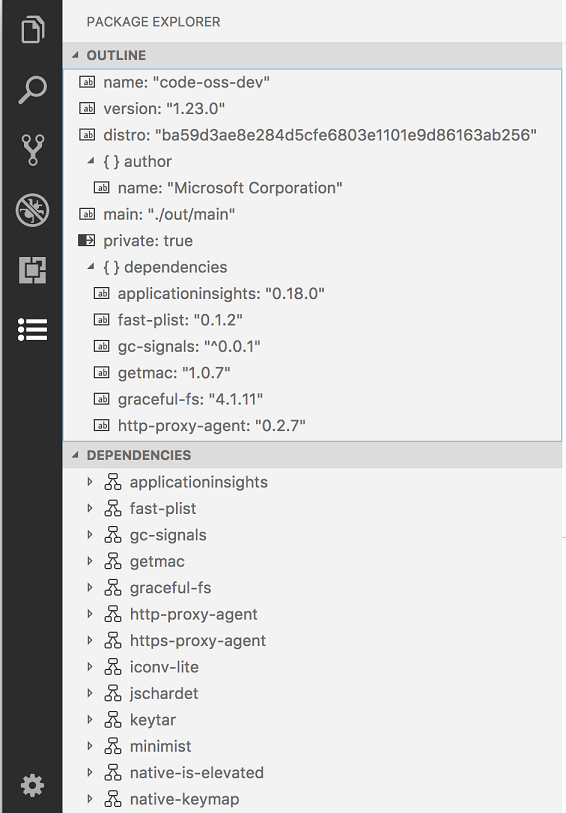 PACKAGE EXPLORER
OUTLINE
name: "code-oss-dev"
version: "1.23.0"
distro: "ba59d3ae8e284d5cfe6803e1101e9d86163ab256"
{ } author
name: "Microsoft Corporation"
main: "./out/main"
private: true
{ } dependencies
applicationinsights: "0.18.0"
fast-plist: "0.1.2"
gc-signals: "^0.0.1"
getmac: "1.0.7"
graceful-fs: "4.1.11"
http-proxy-agent: "0.2.7"
DEPENDENCIES
applicationinsights
fast-plist
gc-signals
getmac
graceful-fs
http-proxy-agent
https-proxy-agent
iconv-lite
jschardet
keytar
minimist
native-is-elevated
native-keymap